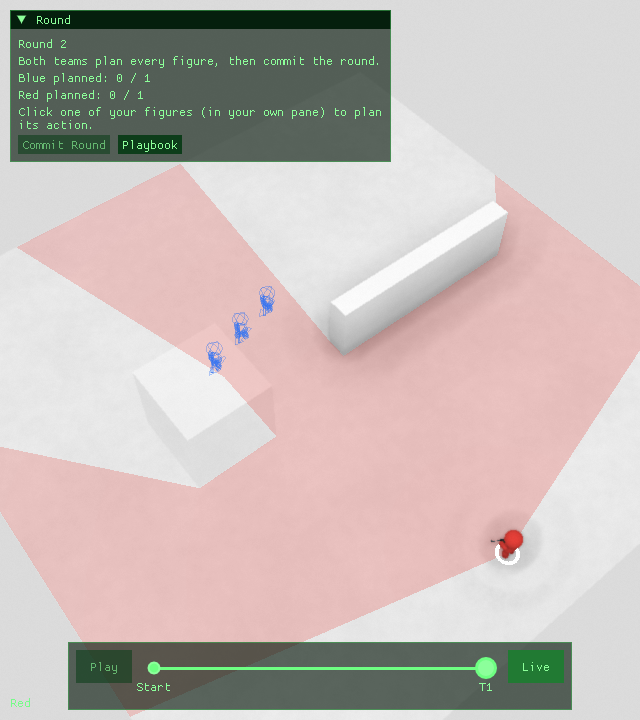 Round
Round 2
Both teams plan every figure, then commit the round.
Blue planned: 0 / 1
Red planned: 0 / 1
Click one of your figures (in your own pane) to plan
its action.
Commit Round Playbook
Play Live
Start T1
Red